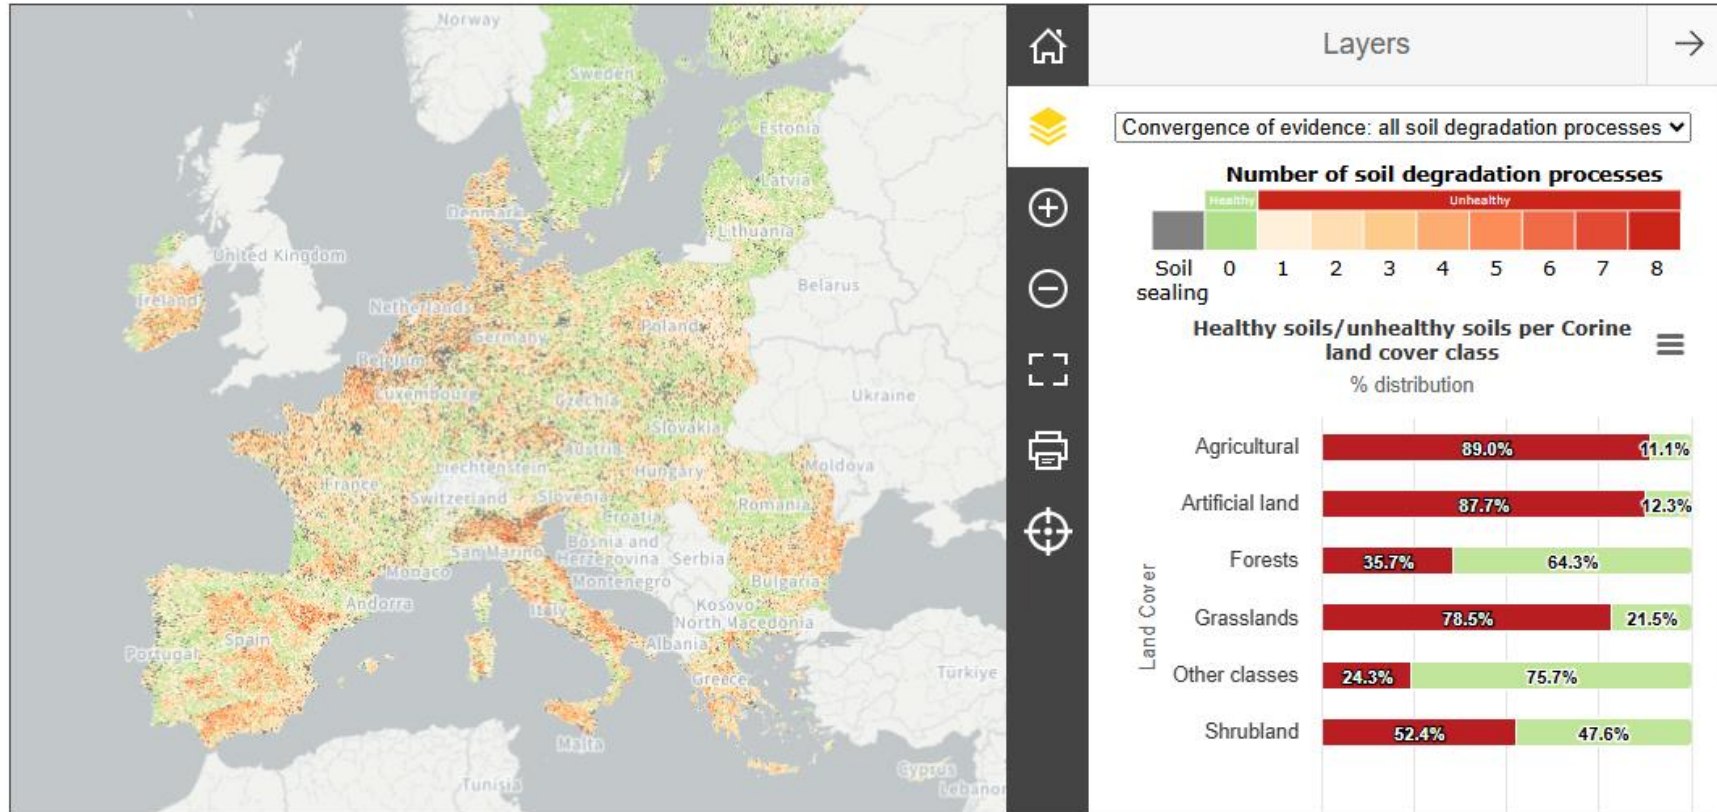 Norway
Sweden
Estonia
Latvia
Denmark
Lithuania
United Kingdom
Ireland
Netherlands
Belarus
Poland
Germany
Belgium
Luxembourg
Czechia
Ukraine
Slovakia
Austria
Liechtenstein
Hungary
Moldova
France
Switzerland
Slovenia
Romania
Croatia
San Marino
Bosnia and
Herzegovina
Serbia
Monaco
Montenegro
Bulgaria
Andorra
Italy
Kosovo
North Macedonia
Spain
Albania
Portugal
Greece
Türkiye
Malta
Tunisia
Cyprus
Lebanon
Layers
Convergence of evidence: all soil degradation processes
Number of soil degradation processes
Healthy Unhealthy
Soil sealing 0 1 2 3 4 5 6 7 8
Healthy soils/unhealthy soils per Corine
land cover class
% distribution
Land Cover
Agricultural 89.0% 11.1%
Artificial land 87.7% 12.3%
Forests 35.7% 64.3%
Grasslands 78.5% 21.5%
Other classes 24.3% 75.7%
Shrubland 52.4% 47.6%